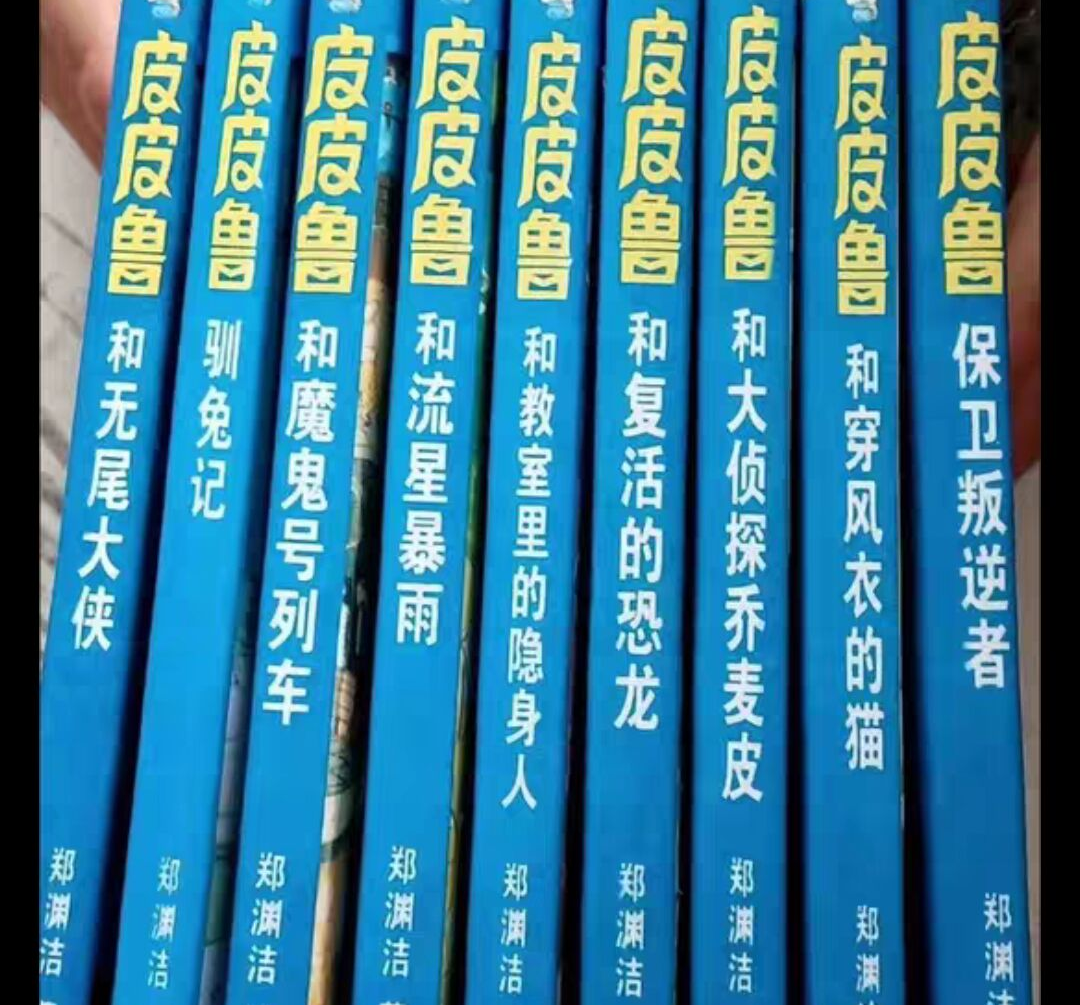 皮皮鲁和无尾大侠
郑渊洁
皮皮鲁驯兔记
郑渊洁
皮皮鲁和魔鬼号列车
郑渊洁
皮皮鲁和流星暴雨
郑渊洁
皮皮鲁和教室里的隐身人
郑渊洁
皮皮鲁和复活的恐龙
郑渊洁
皮皮鲁和大侦探乔麦皮
郑渊洁
皮皮鲁和穿风衣的猫
郑渊洁
皮皮鲁保卫叛逆者
郑渊洁